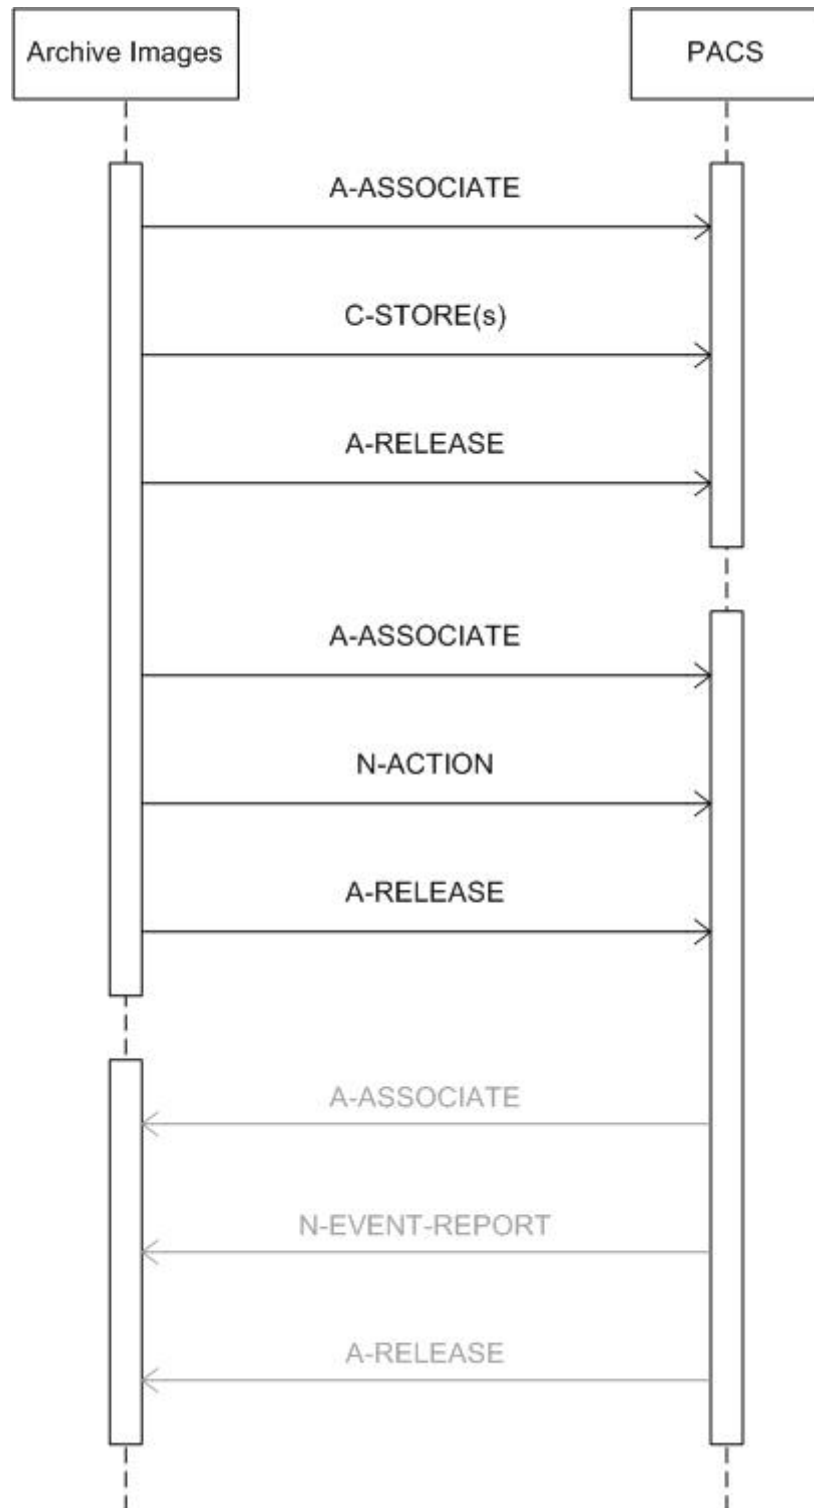 Archive Images
PACS
A-ASSOCIATE
C-STORE(s)
A-RELEASE
A-ASSOCIATE
N-ACTION
A-RELEASE
A-ASSOCIATE
N-EVENT-REPORT
A-RELEASE